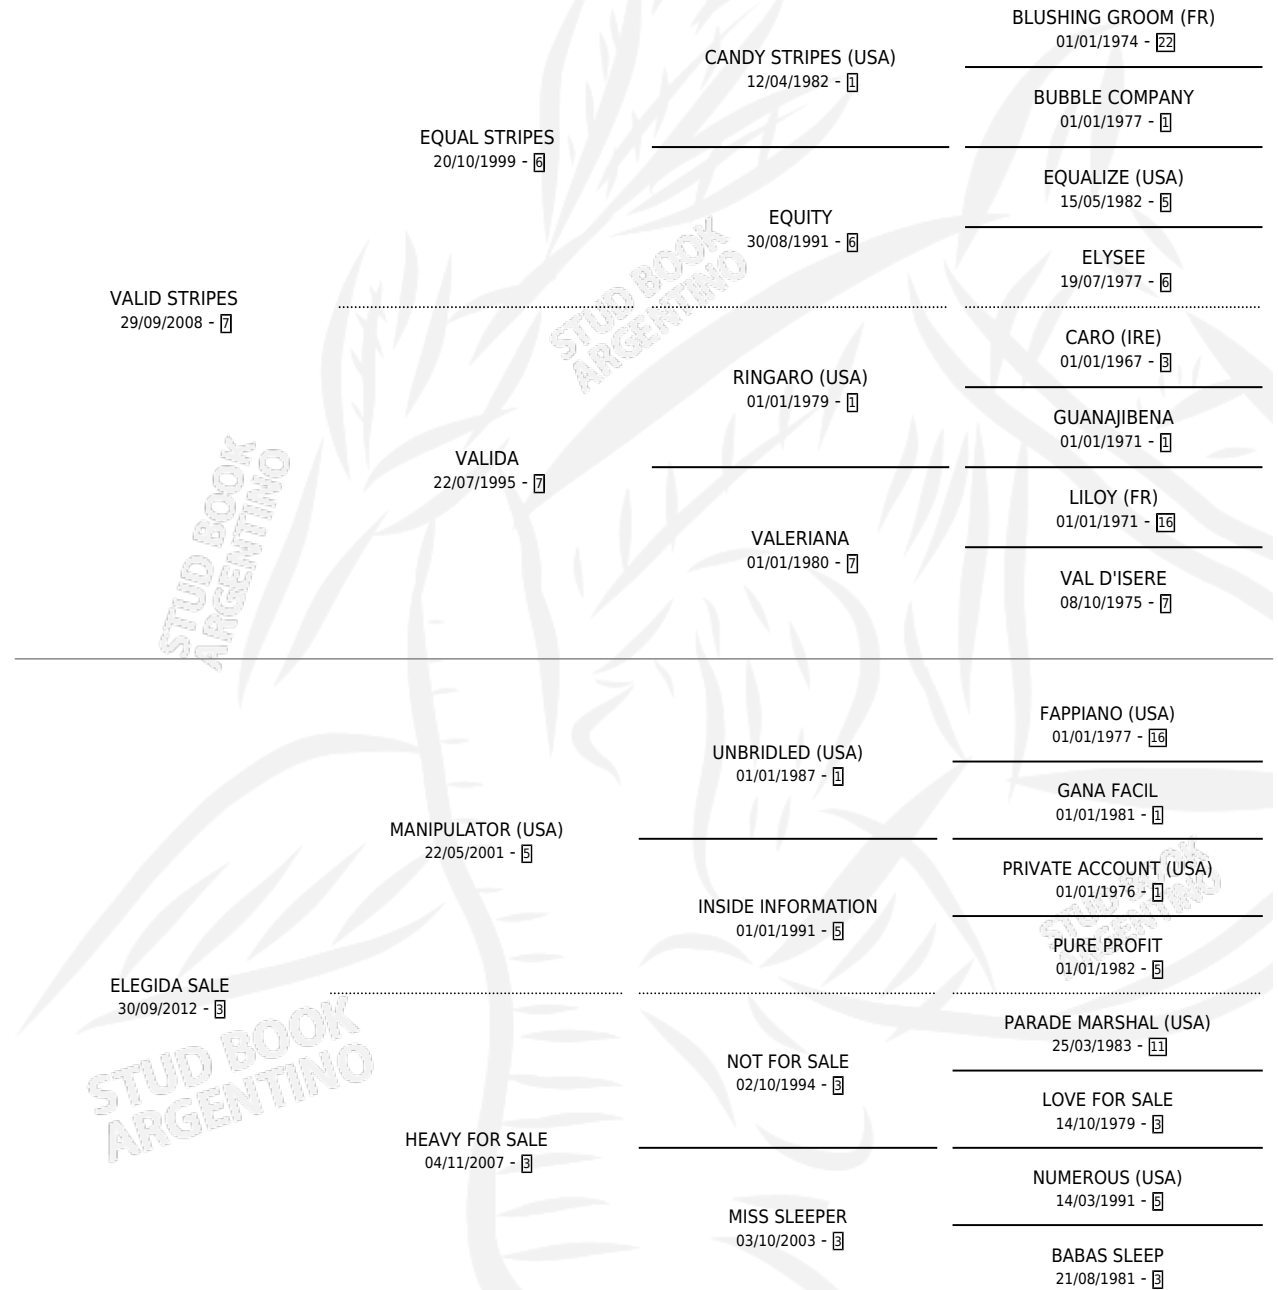 BLUSHING GROOM (FR)
01/01/1974 - 22
CANDY STRIPES (USA)
12/04/1982 - 1
BUBBLE COMPANY
01/01/1977 - 1
EQUAL STRIPES
20/10/1999 - 6
EQUALIZE (USA)
15/05/1982 - 5
EQUITY
30/08/1991 - 6
ELYSEE
19/07/1977 - 6
VALID STRIPES
29/09/2008 - 7
CARO (IRE)
01/01/1967 - 3
RINGARO (USA)
01/01/1979 - 1
GUANAJIBENA
01/01/1971 - 1
VALIDA
22/07/1995 - 7
LILOY (FR)
01/01/1971 - 16
VALERIANA
01/01/1980 - 7
VAL D'ISERE
08/10/1975 - 7
FAPPIANO (USA)
01/01/1977 - 16
UNBRIDLED (USA)
01/01/1987 - 1
GANA FACIL
01/01/1981 - 1
MANIPULATOR (USA)
22/05/2001 - 5
PRIVATE ACCOUNT (USA)
01/01/1976 - 1
INSIDE INFORMATION
01/01/1991 - 5
PURE PROFIT
01/01/1982 - 5
ELEGIDA SALE
30/09/2012 - 3
PARADE MARSHAL (USA)
25/03/1983 - 11
NOT FOR SALE
02/10/1994 - 3
LOVE FOR SALE
14/10/1979 - 3
HEAVY FOR SALE
04/11/2007 - 3
NUMEROUS (USA)
14/03/1991 - 5
MISS SLEEPER
03/10/2003 - 3
BABAS SLEEP
21/08/1981 - 3
STUD BOOK
ARGENTINO
STUD BOOK
ARGENTINO
STUD BOOK
ARGENTINO
STUD BOOK
ARGENTINO